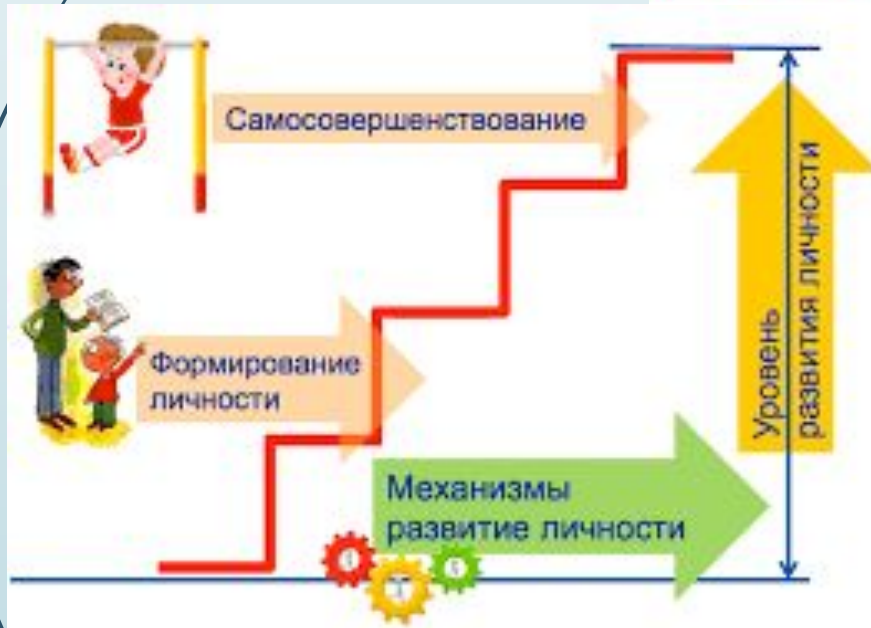 Самосовершенствование
Формирование
личности
Механизмы
развитие личности
Уровень
развития личности